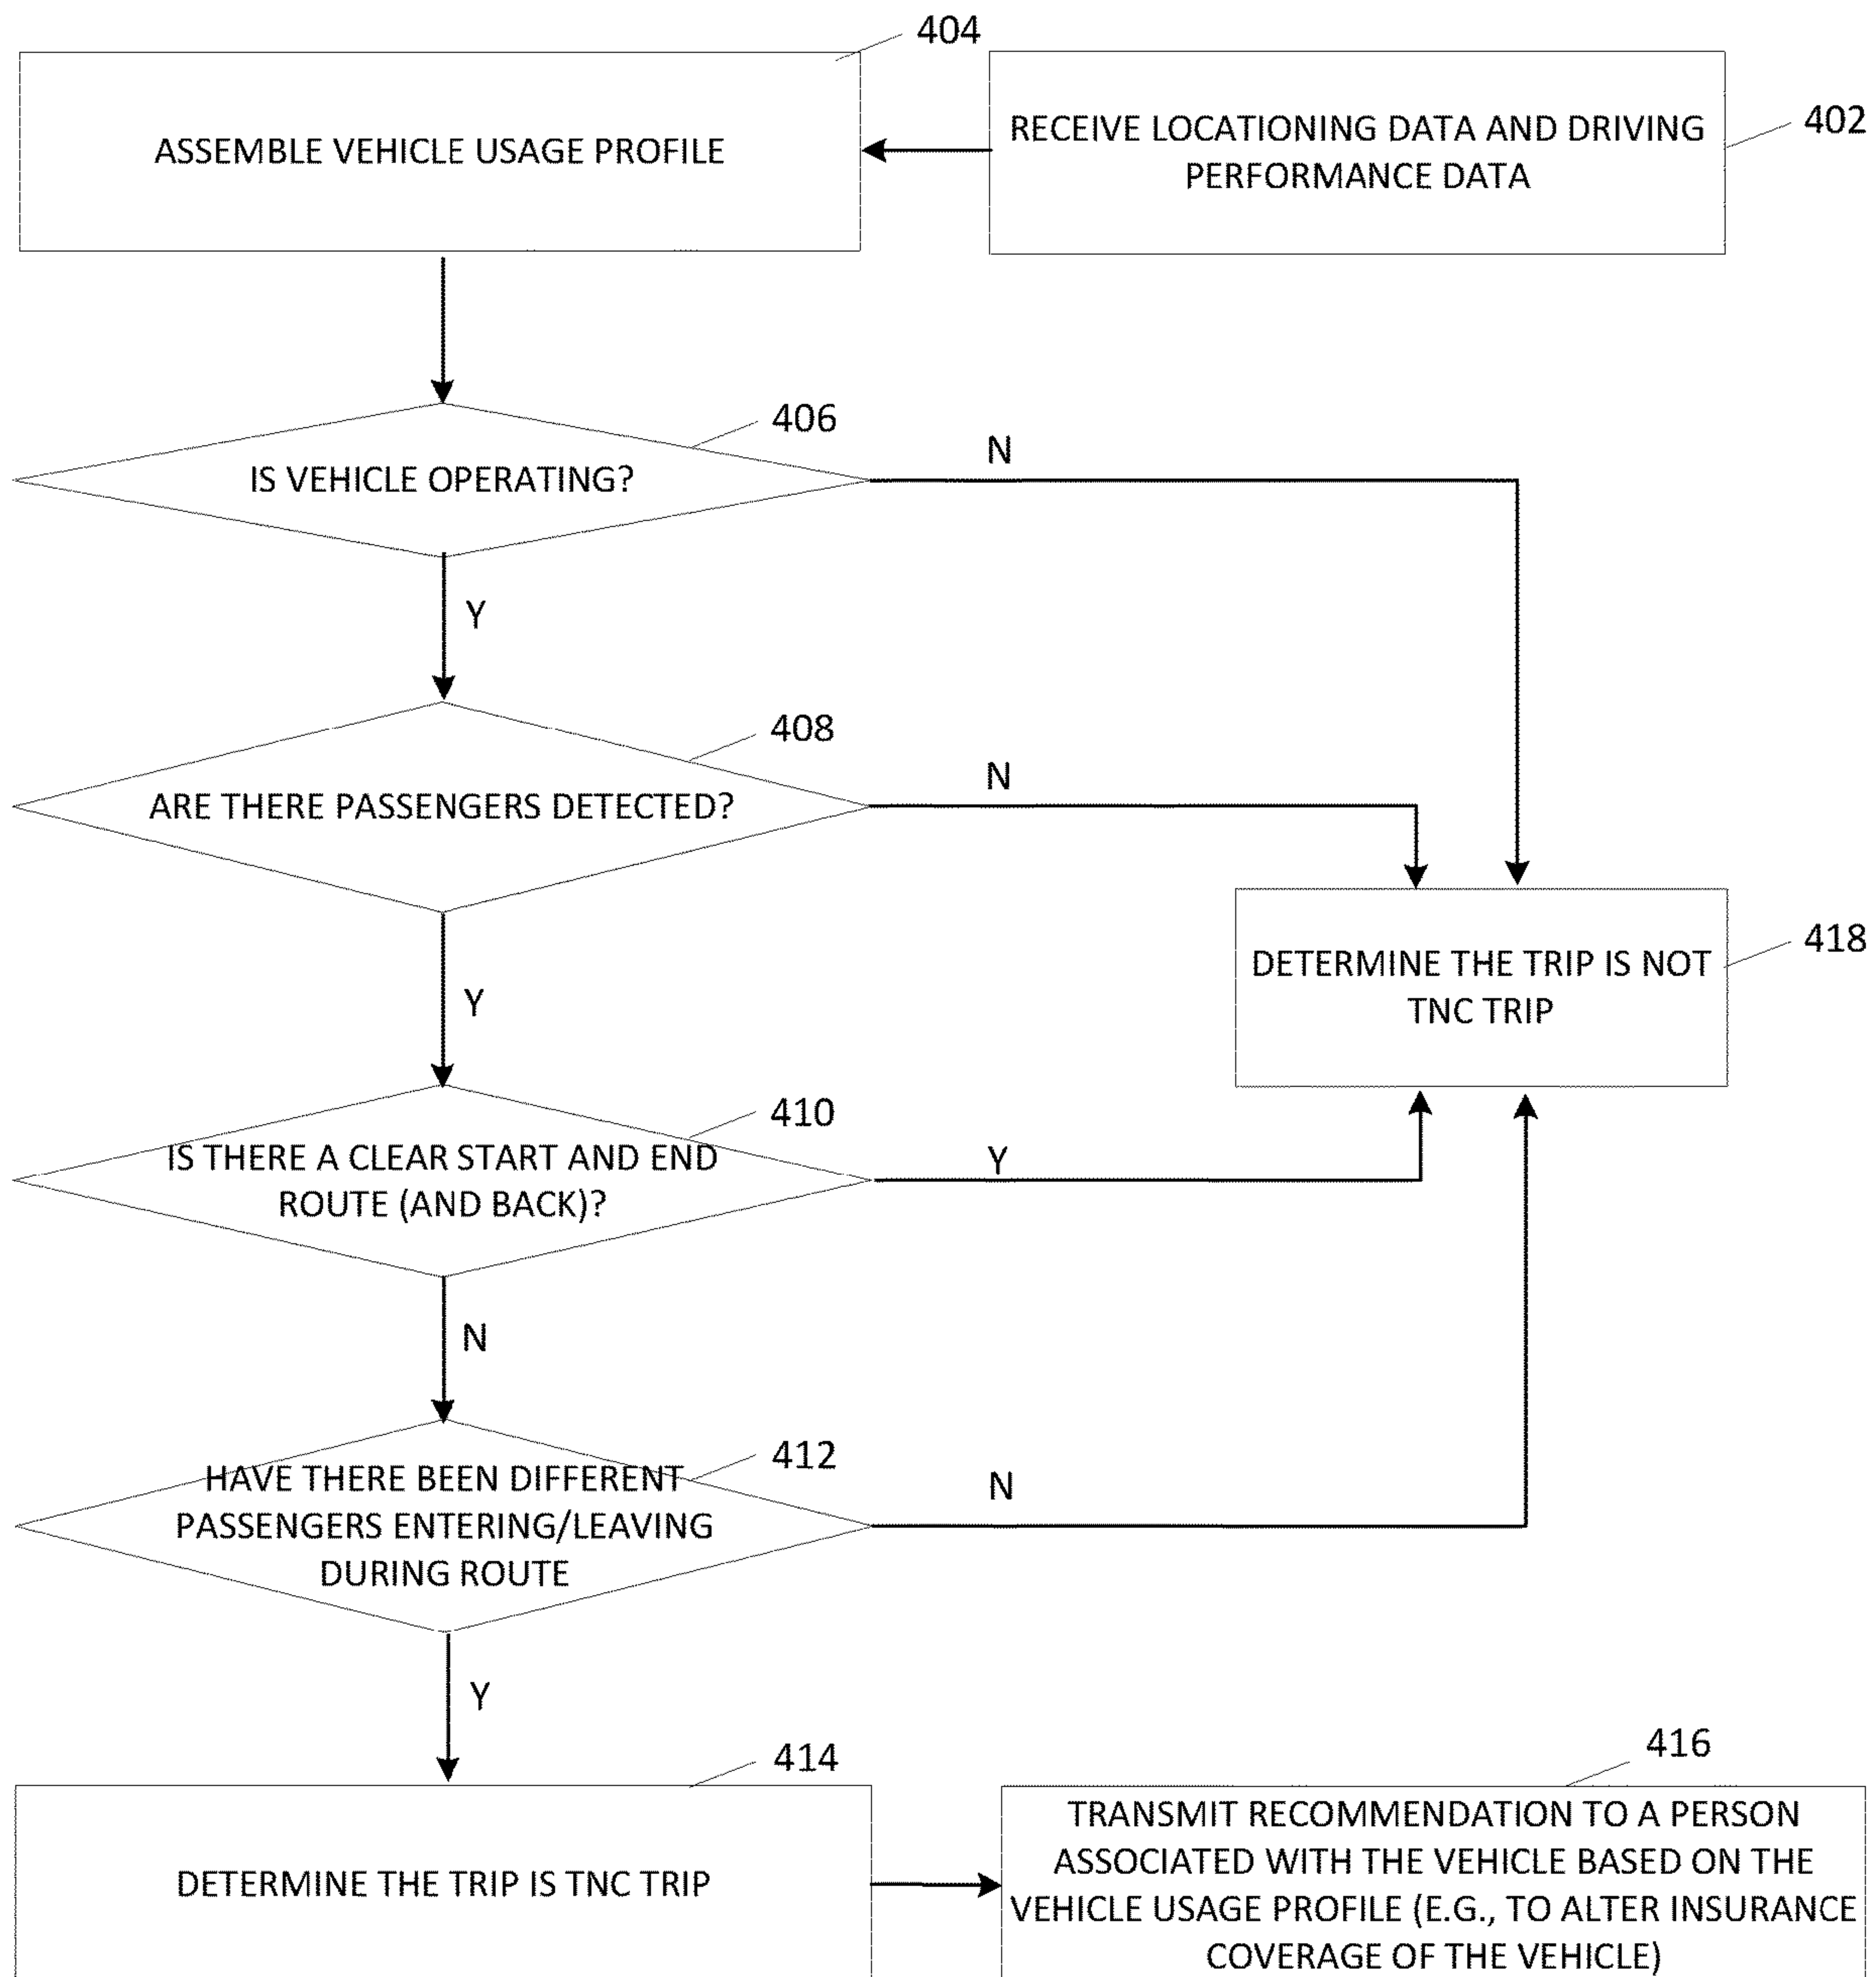 404
ASSEMBLE VEHICLE USAGE PROFILE
RECEIVE LOCATIONING DATA AND DRIVING
PERFORMANCE DATA
402
406
IS VEHICLE OPERATING?
N
Y
408
ARE THERE PASSENGERS DETECTED?
N
Y
418
DETERMINE THE TRIP IS NOT
TNC TRIP
410
IS THERE A CLEAR START AND END
ROUTE (AND BACK)?
Y
N
412
HAVE THERE BEEN DIFFERENT
PASSENGERS ENTERING/LEAVING
DURING ROUTE
N
Y
414
DETERMINE THE TRIP IS TNC TRIP
416
TRANSMIT RECOMMENDATION TO A PERSON
ASSOCIATED WITH THE VEHICLE BASED ON THE
VEHICLE USAGE PROFILE (E.G., TO ALTER INSURANCE
COVERAGE OF THE VEHICLE)